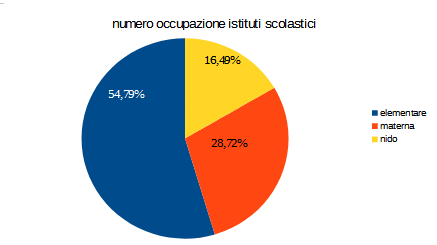 numero occupazione istituti scolastici
16,49%
54,79%
28,72%
elementare
materna
nido